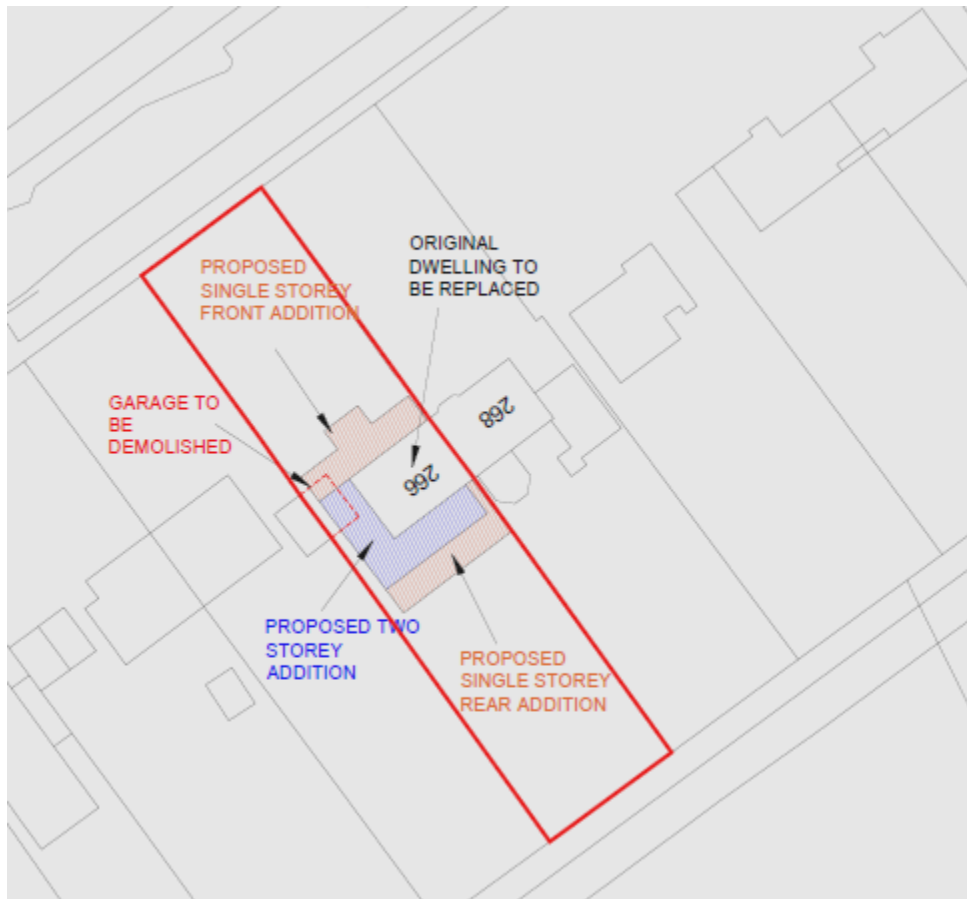 ORIGINAL
DWELLING TO
BE REPLACED
PROPOSED
SINGLE STOREY
FRONT ADDITION
GARAGE TO
BE
DEMOLISHED
268
266
PROPOSED TWO
STOREY
ADDITION
PROPOSED
SINGLE STOREY
REAR ADDITION